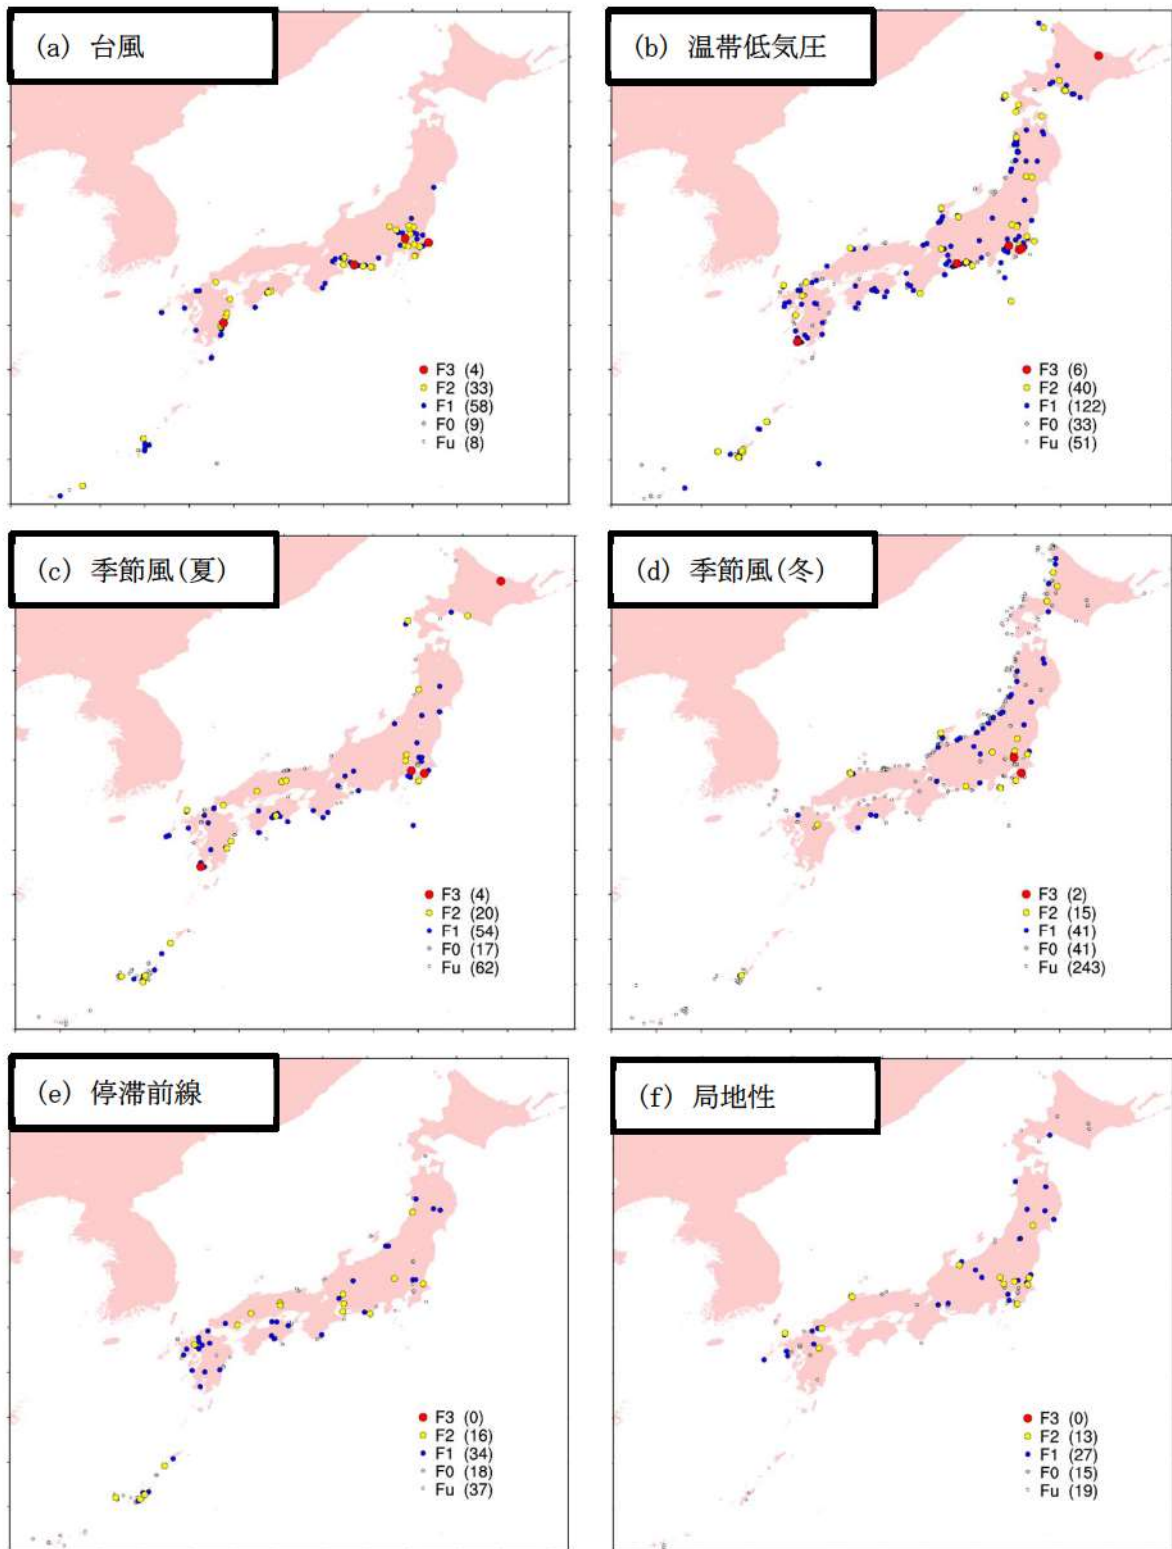 (a) 台風
F3 (4)
F2 (33)
F1 (58)
F0 (9)
Fu (8)
(b) 温帯低気圧
F3 (6)
F2 (40)
F1 (122)
F0 (33)
Fu (51)
(c) 季節風(夏)
F3 (4)
F2 (20)
F1 (54)
F0 (17)
Fu (62)
(d) 季節風(冬)
F3 (2)
F2 (15)
F1 (41)
F0 (41)
Fu (243)
(e) 停滞前線
F3 (0)
F2 (16)
F1 (34)
F0 (18)
Fu (37)
(f) 局地性
F3 (0)
F2 (13)
F1 (27)
F0 (15)
Fu (19)